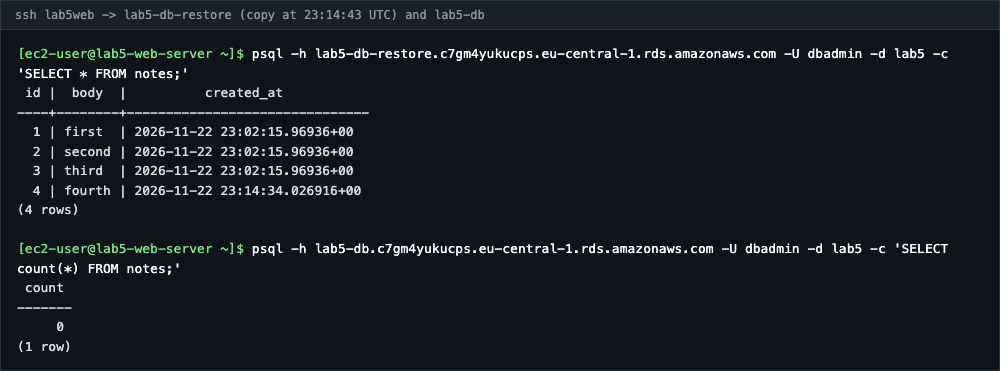 ssh lab5web -> lab5-db-restore (copy at 23:14:43 UTC) and lab5-db
[ec2-user@lab5-web-server ~]$ psql -h lab5-db-restore.c7gm4yukucps.eu-central-1.rds.amazonaws.com -U dbadmin -d lab5 -c
'SELECT * FROM notes;'
 id |  body  |          created_at
----+--------+-------------------------------
  1 | first  | 2026-11-22 23:02:15.96936+00
  2 | second | 2026-11-22 23:02:15.96936+00
  3 | third  | 2026-11-22 23:02:15.96936+00
  4 | fourth | 2026-11-22 23:14:34.026916+00
(4 rows)
[ec2-user@lab5-web-server ~]$ psql -h lab5-db.c7gm4yukucps.eu-central-1.rds.amazonaws.com -U dbadmin -d lab5 -c 'SELECT
count(*) FROM notes;'
 count
-------
     0
(1 row)